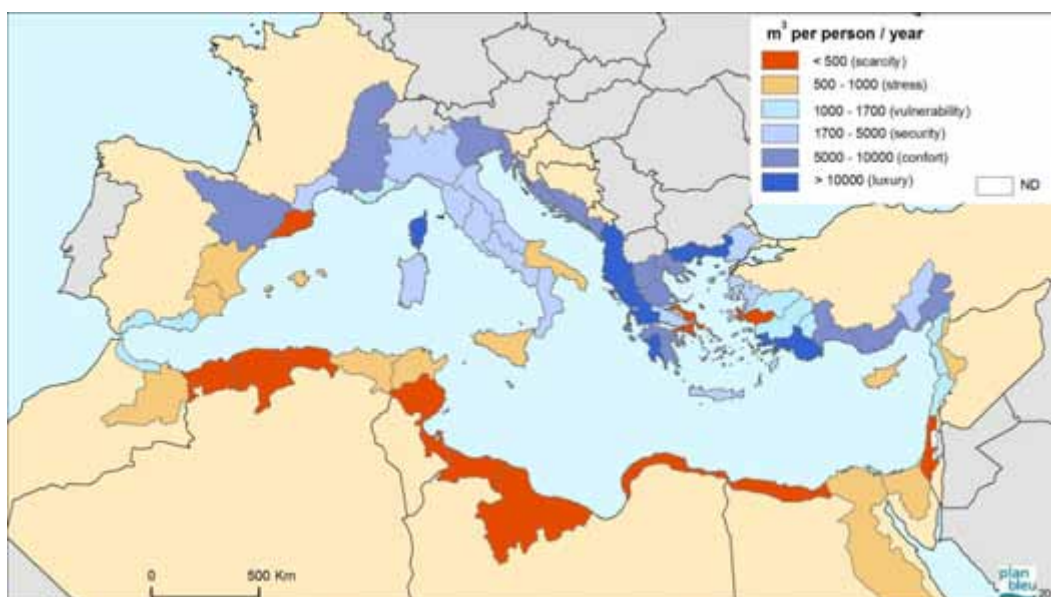 m³ per person / year
< 500 (scarcity)
500 - 1000 (stress)
1000 - 1700 (vulnerability)
1700 - 5000 (security)
5000 - 10000 (confort)
> 10000 (luxury)
ND
0 500 Km
plan
bleu